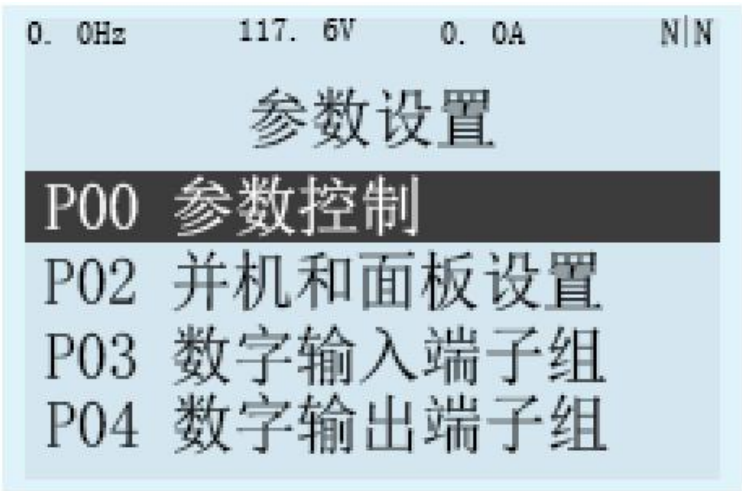 0. 0Hz 117. 6V 0. 0A N|N
参数设置
P00 参数控制
P02 并机和面板设置
P03 数字输入端子组
P04 数字输出端子组